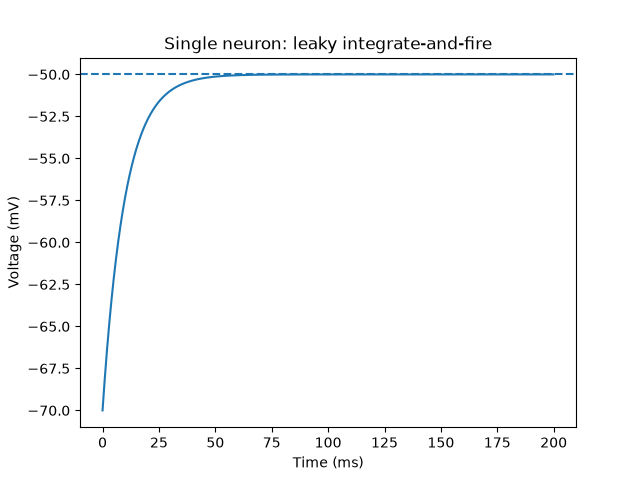 Single neuron: leaky integrate-and-fire
−50.0
−52.5
−55.0
−57.5
−60.0
−62.5
−65.0
−67.5
−70.0
Voltage (mV)
0 25 50 75 100 125 150 175 200
Time (ms)